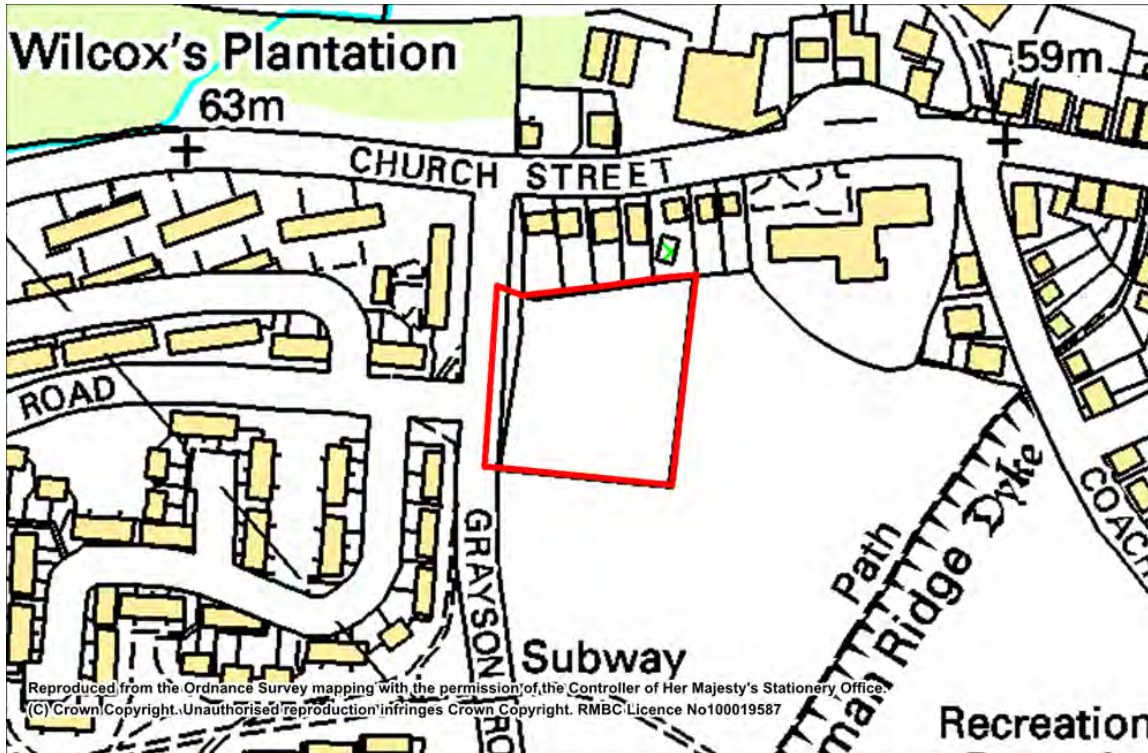 Wilcox's Plantation
63m
59m
CHURCH STREET
ROAD
GRAYSON RO
COACH
Path
man Ridge Dyke
Subway
Reproduced from the Ordnance Survey mapping with the permission of the Controller of Her Majesty's Stationery Office.
(C) Crown Copyright. Unauthorised reproduction infringes Crown Copyright. RMBC Licence No100019587
Recreation